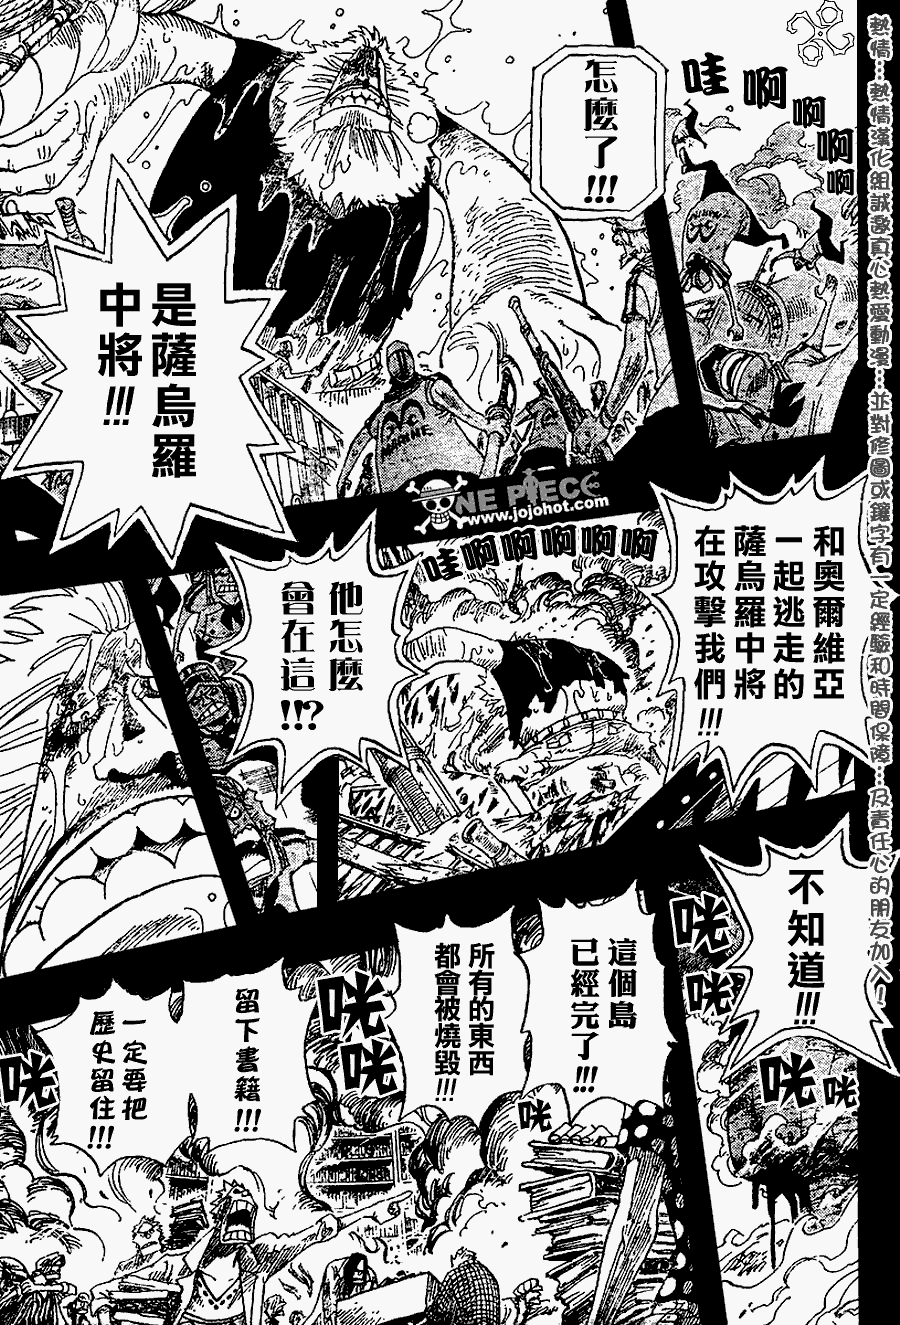 熱情…熱情漢化組誠邀真心熱愛動漫…並對修圖或鑲字有一定經驗和時間保障…及責任心的朋友加入!
哇
啊
啊
啊
啊
怎麼了!!!
MARINE
是薩烏羅
中將!!!
ONE PIECE
www.jojohot.com
和奧爾維亞
一起逃走的
薩烏羅中將
在攻擊我們!!!
哇啊啊啊啊啊
他怎麼
會在這!!?
不知道!!!
咣
咣
咣
咣
這個島
已經完了!!!
咣
所有的東西
都會被燒毀!!!
咣
咣
留下書籍!!!
一定要把
歷史留住!!!
咣